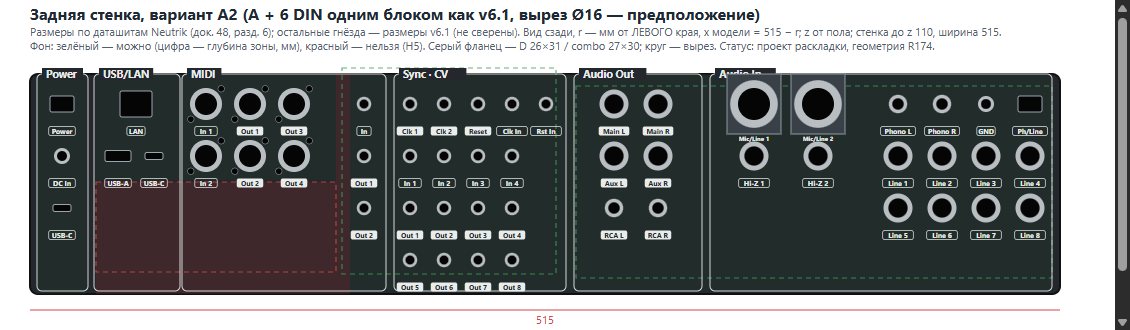 Задняя стенка, вариант A2 (A + 6 DIN одним блоком как v6.1, вырез Ø16 — предположение)
Размеры по даташитам Neutrik (док. 48, разд. 6); остальные гнёзда — размеры v6.1 (не сверены). Вид сзади, r — мм от ЛЕВОГО края, x модели = 515 − r; z от пола; стенка до z 110, ширина 515.
Фон: зелёный — можно (цифра — глубина зоны, мм), красный — нельзя (H5). Серый фланец — D 26×31 / combo 27×30; круг — вырез. Статус: проект раскладки, геометрия R174.
Power USB/LAN MIDI Sync · CV Audio Out Audio In
Power LAN In 1 Out 1 Out 3 In Clk 1 Clk 2 Reset Clk In Rst In Main L Main R Mic/Line 1 Mic/Line 2 Phono L Phono R GND Ph/Line
DC In USB-A USB-C In 2 Out 2 Out 4 Out 1 In 1 In 2 In 3 In 4 Aux L Aux R Hi-Z 1 Hi-Z 2 Line 1 Line 2 Line 3 Line 4
USB-C Out 2 Out 1 Out 2 Out 3 Out 4 RCA L RCA R Line 5 Line 6 Line 7 Line 8
Out 5 Out 6 Out 7 Out 8
515